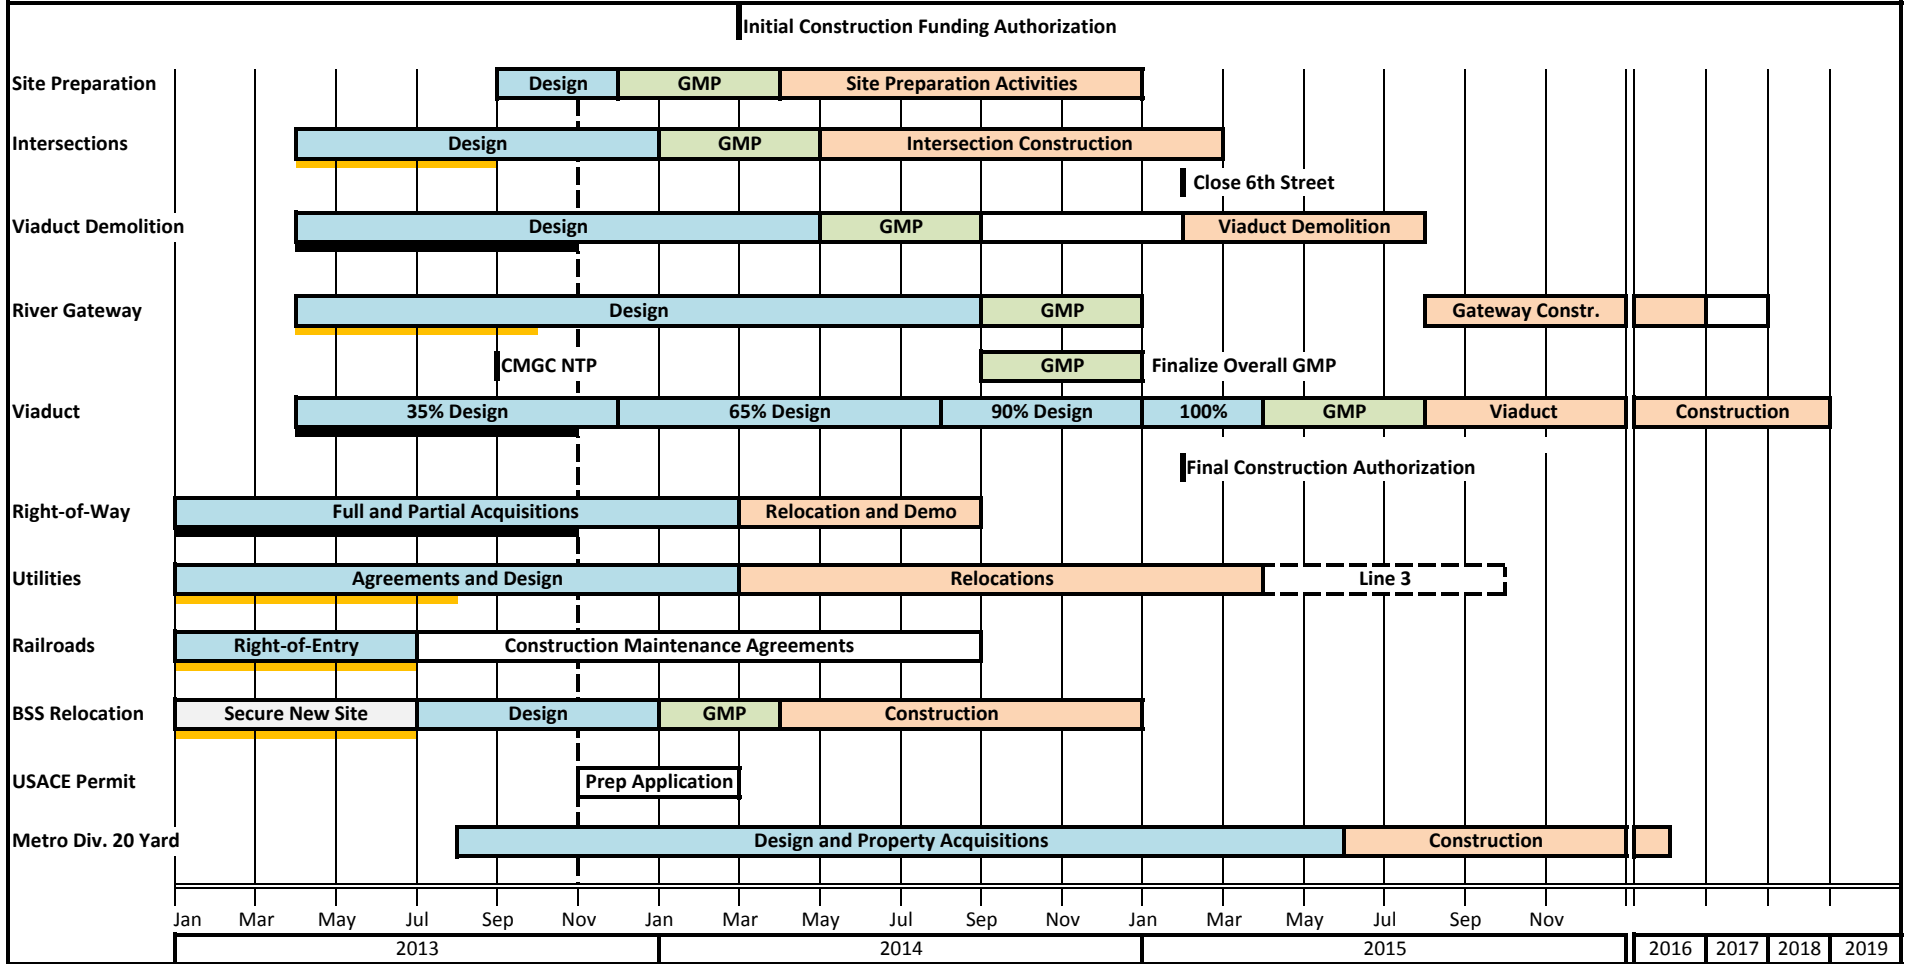 Initial Construction Funding Authorization
Site Preparation Design GMP Site Preparation Activities
Intersections Design GMP Intersection Construction
Close 6th Street
Viaduct Demolition Design GMP Viaduct Demolition
River Gateway Design GMP Gateway Constr.
CMGC NTP GMP Finalize Overall GMP
Viaduct 35% Design 65% Design 90% Design 100% GMP Viaduct Construction
Final Construction Authorization
Right-of-Way Full and Partial Acquisitions Relocation and Demo
Utilities Agreements and Design Relocations Line 3
Railroads Right-of-Entry Construction Maintenance Agreements
BSS Relocation Secure New Site Design GMP Construction
USACE Permit Prep Application
Metro Div. 20 Yard Design and Property Acquisitions Construction
Jan Mar May Jul Sep Nov Jan Mar May Jul Sep Nov Jan Mar May Jul Sep Nov
2013 2014 2015 2016 2017 2018 2019